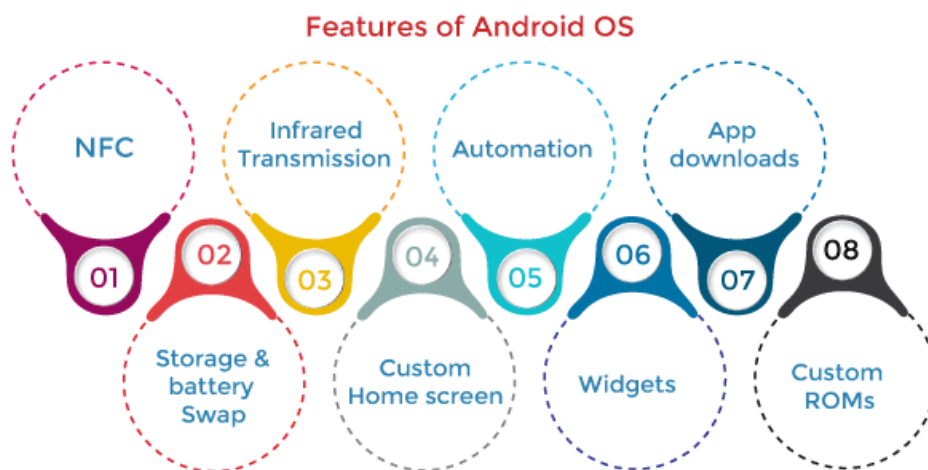 Features of Android OS
NFC
01
02
Storage &
battery
Swap
Infrared
Transmission
03
04
Custom
Home screen
Automation
05
06
Widgets
App
downloads
07
08
Custom
ROMs